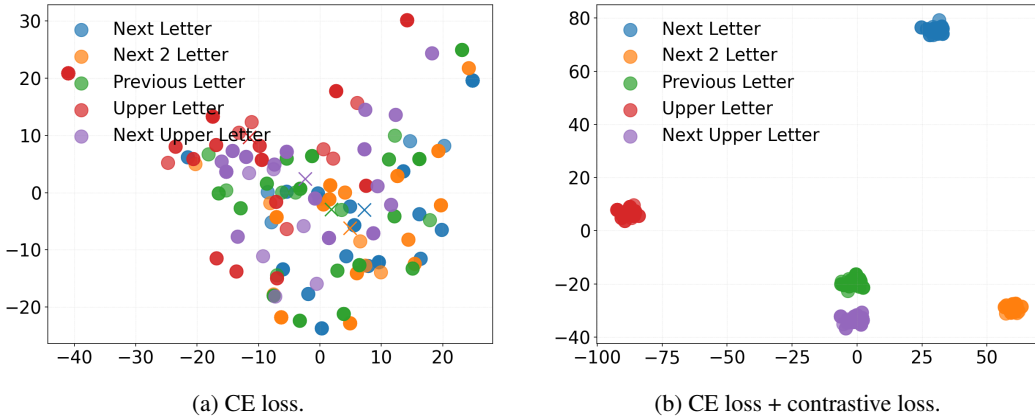 30
20
10
0
−10
−20
−40
−30
−20
−10
0
10
20
Next Letter
Next 2 Letter
Previous Letter
Upper Letter
Next Upper Letter
(a) CE loss.
80
60
40
20
0
−20
−40
−100
−75
−50
−25
0
25
50
Next Letter
Next 2 Letter
Previous Letter
Upper Letter
Next Upper Letter
(b) CE loss + contrastive loss.